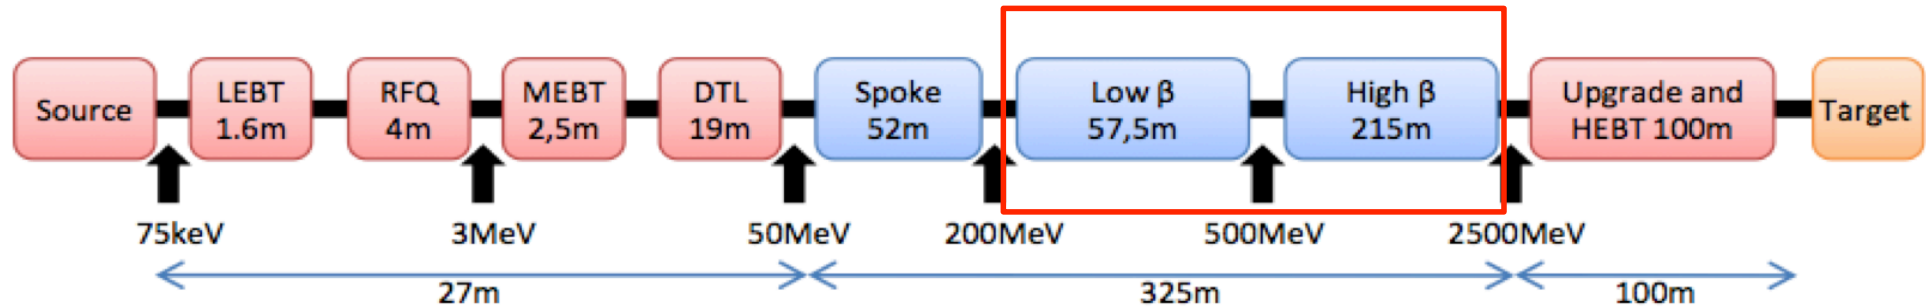 Source
LEBT
1.6m
RFQ
4m
MEBT
2,5m
DTL
19m
Spoke
52m
Low β
57,5m
High β
215m
Upgrade and
HEBT 100m
Target
75keV
3MeV
50MeV
200MeV
500MeV
2500MeV
27m
325m
100m